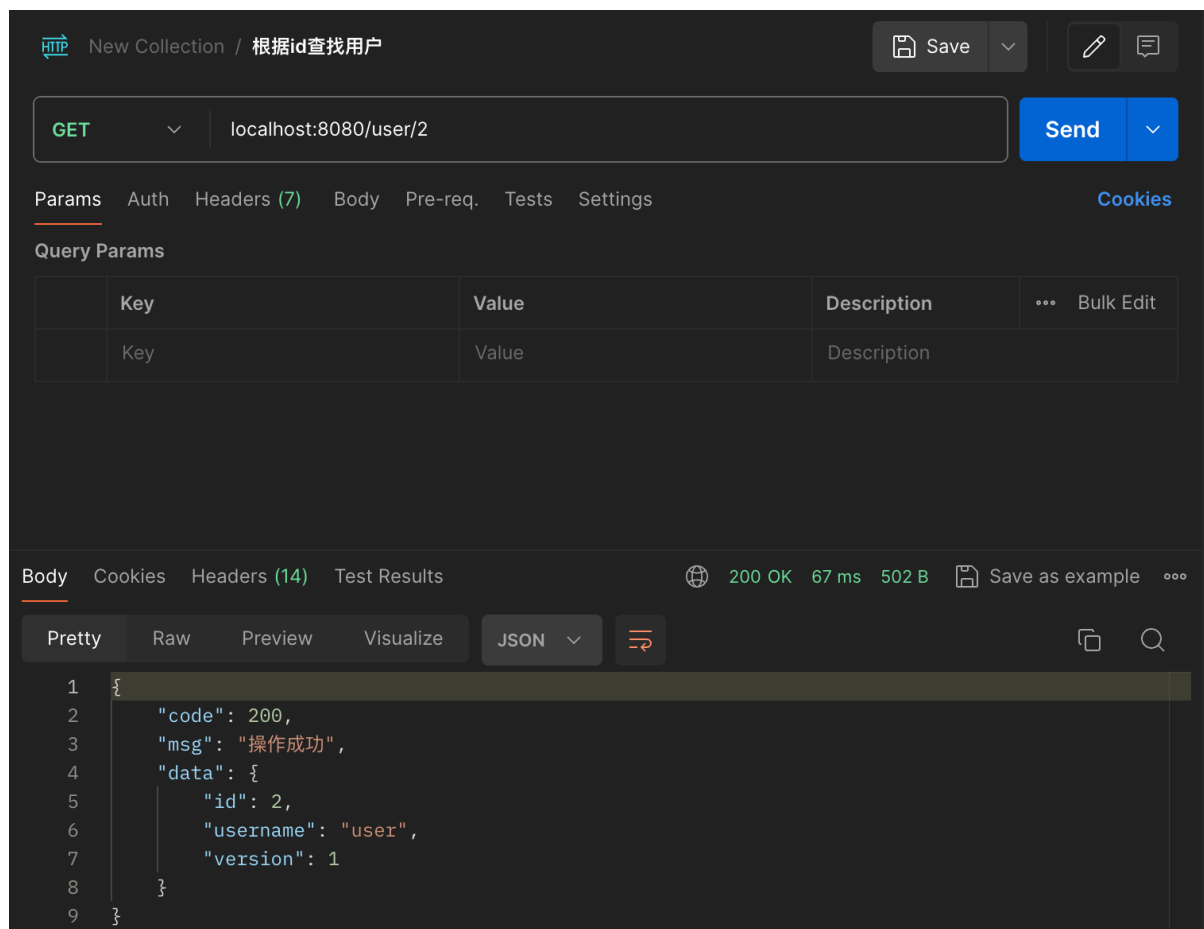 HTTP New Collection / 根据id查找用户 Save
GET localhost:8080/user/2 Send
Params Auth Headers (7) Body Pre-req. Tests Settings Cookies
Query Params
Key Value Description Bulk Edit
Key Value Description
Body Cookies Headers (14) Test Results 200 OK 67 ms 502 B Save as example
Pretty Raw Preview Visualize JSON
1 {
2 "code": 200,
3 "msg": "操作成功",
4 "data": {
5 "id": 2,
6 "username": "user",
7 "version": 1
8 }
9 }